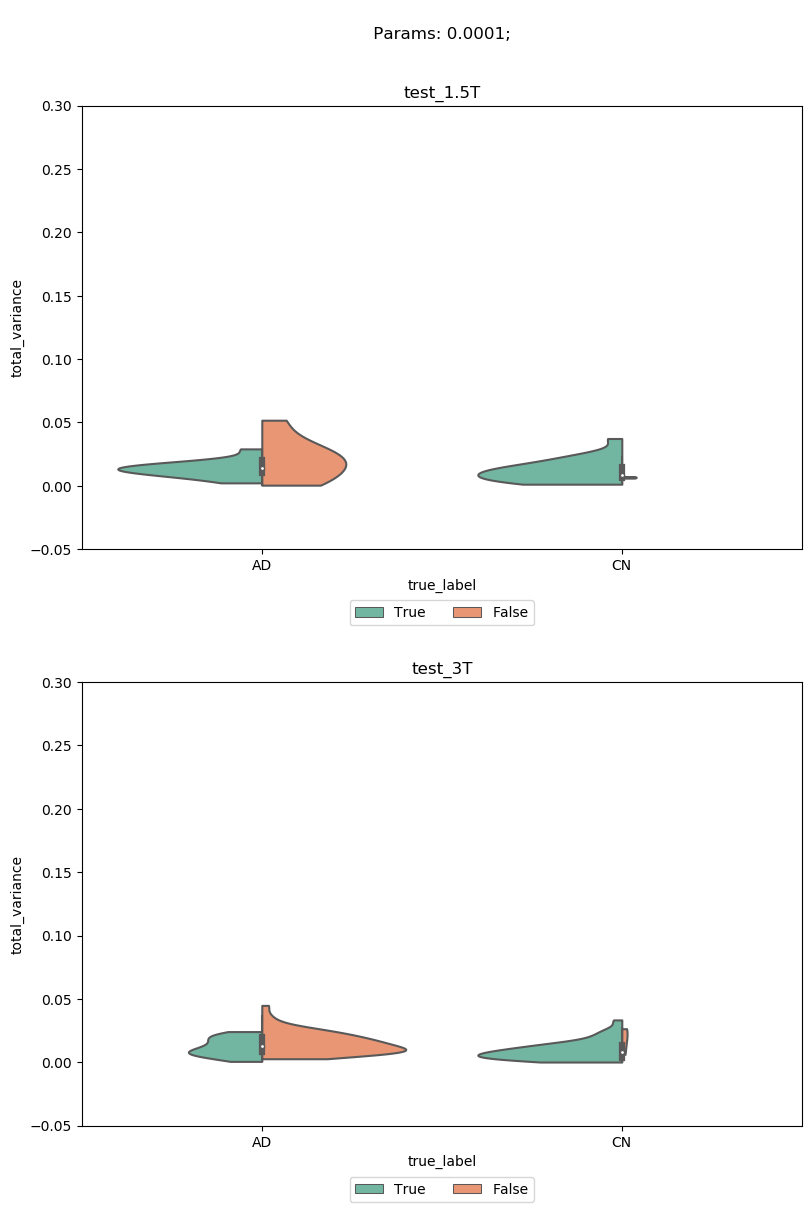 Params: 0.0001;
test_1.5T
0.30
0.25
0.20
0.15
0.10
0.05
0.00
−0.05
total_variance
AD CN
true_label
True False
test_3T
0.30
0.25
0.20
0.15
0.10
0.05
0.00
−0.05
total_variance
AD CN
true_label
True False